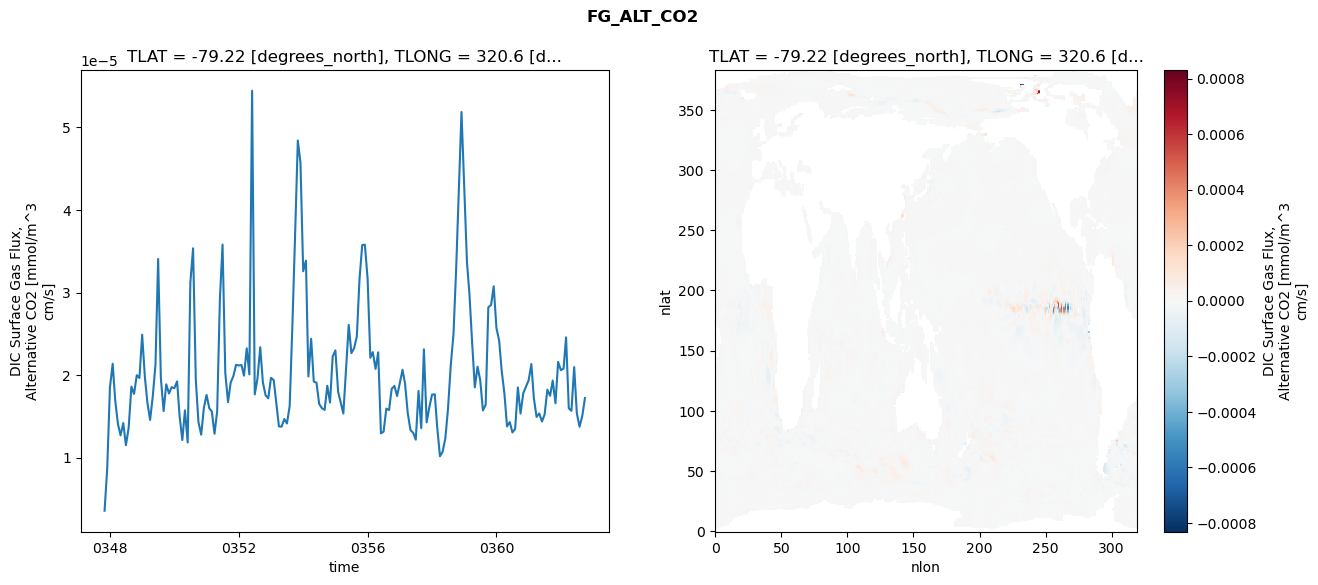 FG_ALT_CO2
TLAT = -79.22 [degrees_north], TLONG = 320.6 [d...
1e−5
5
4
3
2
1
DIC Surface Gas Flux,
Alternative CO2 [mmol/m^3
cm/s]
0348
0352
0356
0360
time
TLAT = -79.22 [degrees_north], TLONG = 320.6 [d...
350
300
250
200
150
100
50
0
nlat
0
50
100
150
200
250
300
nlon
0.0008
0.0006
0.0004
0.0002
0.0000
−0.0002
−0.0004
−0.0006
−0.0008
DIC Surface Gas Flux,
Alternative CO2 [mmol/m^3
cm/s]